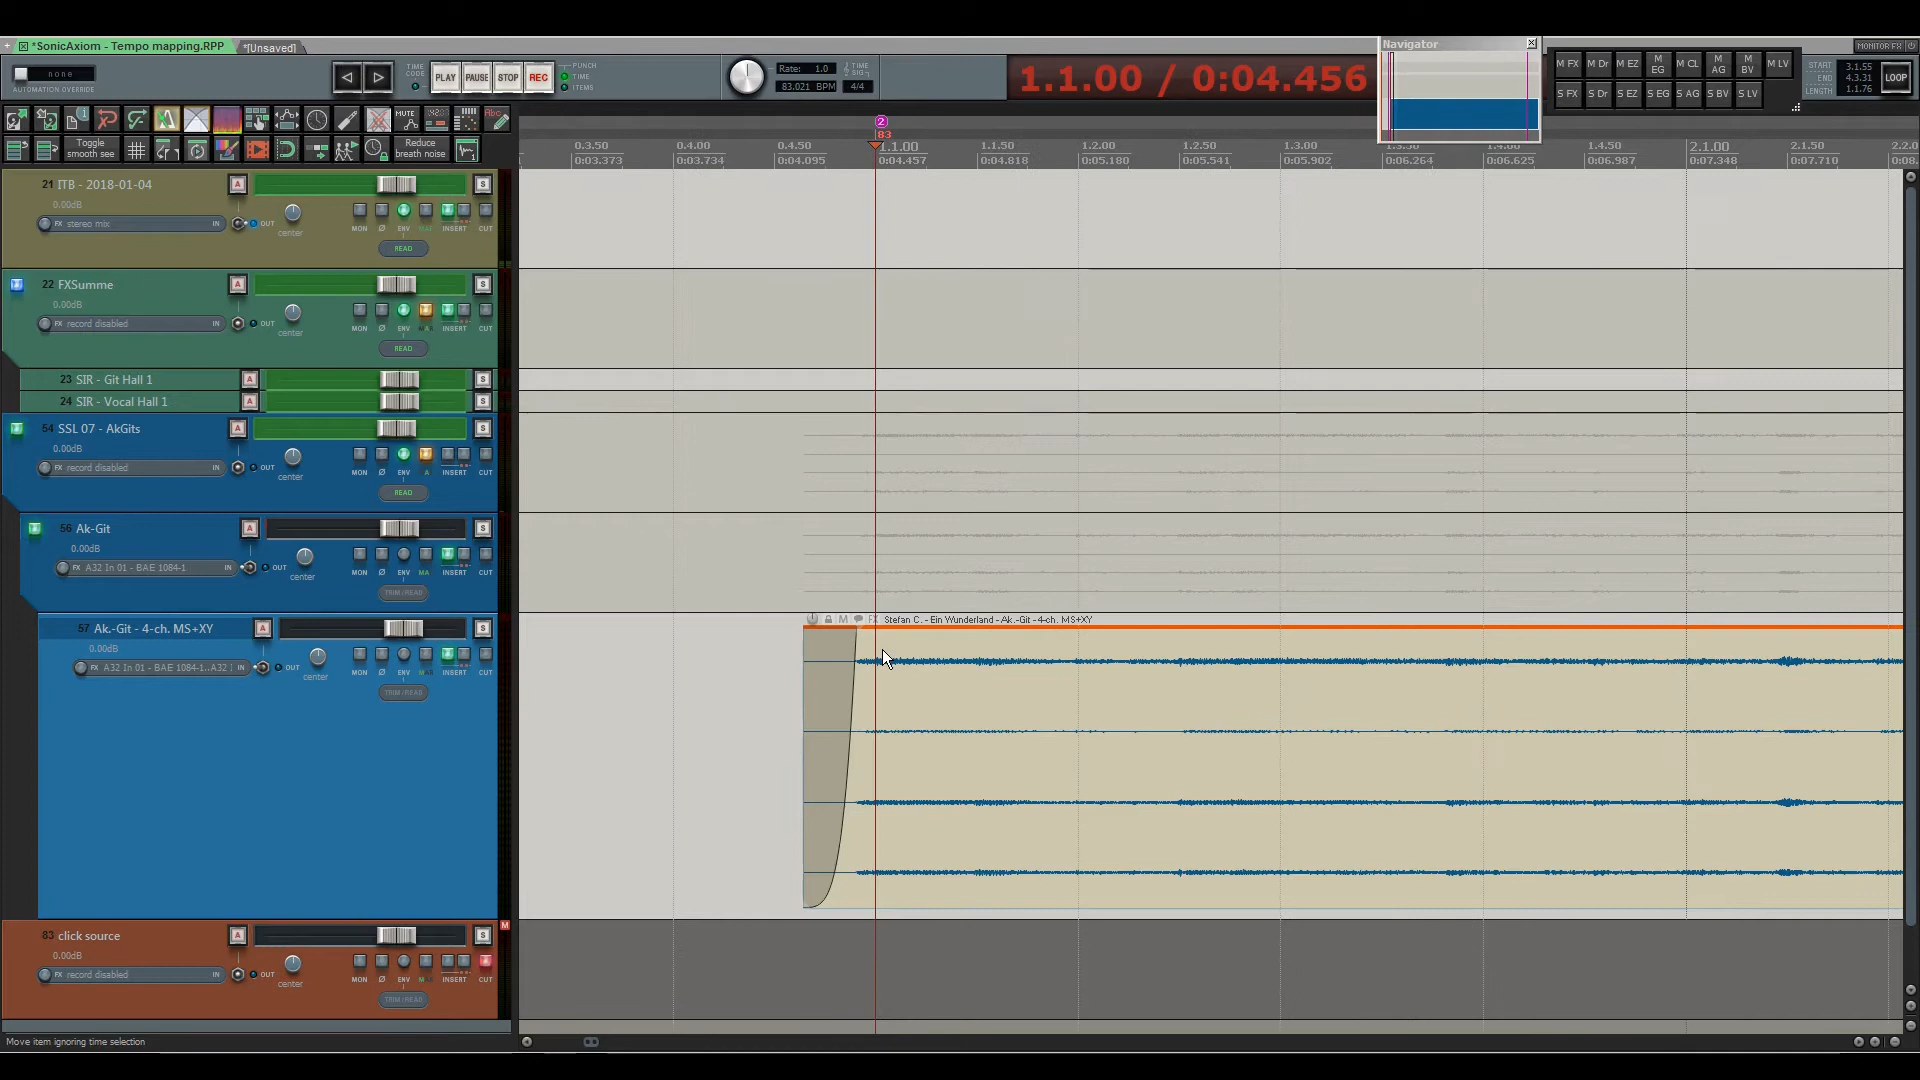 *SonicAxiom - Tempo mapping.RPP
*[Unsaved]
none
AUTOMATION OVERRIDE
TIME CODE
PLAY
PAUSE
STOP
REC
PUNCH
TIME
ITEMS
Rate: 1.0
83.021 BPM
TIME SIG
4/4
1.1.00 / 0:04.456
Navigator
M FX
M Dr
M EZ
M EG
M CL
M AG
M BV
M LV
S FX
S Dr
S EZ
S EG
S AG
S BV
S LV
MONITOR FX
START
END
LENGTH
3.1.55
4.3.31
1.1.76
LOOP
MUTE
Toggle smooth see
Reduce breath noise
2
83
0.3.50
0:03.373
0.4.00
0:03.734
0.4.50
0:04.095
1.1.00
0:04.457
1.1.50
0:04.818
1.2.00
0:05.180
1.2.50
0:05.541
1.3.00
0:05.902
0:06.264
0:06.625
1.4.50
0:06.987
2.1.00
0:07.348
2.1.50
0:07.710
21 ITB - 2018-01-04
0.00dB
FX stereo mix IN OUT
center
MON Ø ENV INSERT CUT
READ
22 FXSumme
0.00dB
FX record disabled IN OUT
center
MON Ø ENV INSERT CUT
READ
23 SIR - Git Hall 1
24 SIR - Vocal Hall 1
54 SSL 07 - AkGits
0.00dB
FX record disabled IN OUT
center
MON Ø ENV A INSERT CUT
READ
56 Ak-Git
0.00dB
FX A32 In 01 - BAE 1084-1 IN OUT
center
MON Ø ENV MA INSERT CUT
TRIM/READ
57 Ak.-Git - 4-ch. MS+XY
0.00dB
FX A32 In 01 - BAE 1084-1..A32 IN OUT
center
MON Ø ENV INSERT CUT
TRIM/READ
Stefan C. - Ein Wunderland - Ak.-Git - 4-ch. MS+XY
83 click source
0.00dB
FX record disabled IN OUT
center
MON Ø ENV INSERT CUT
TRIM/READ
Move item ignoring time selection